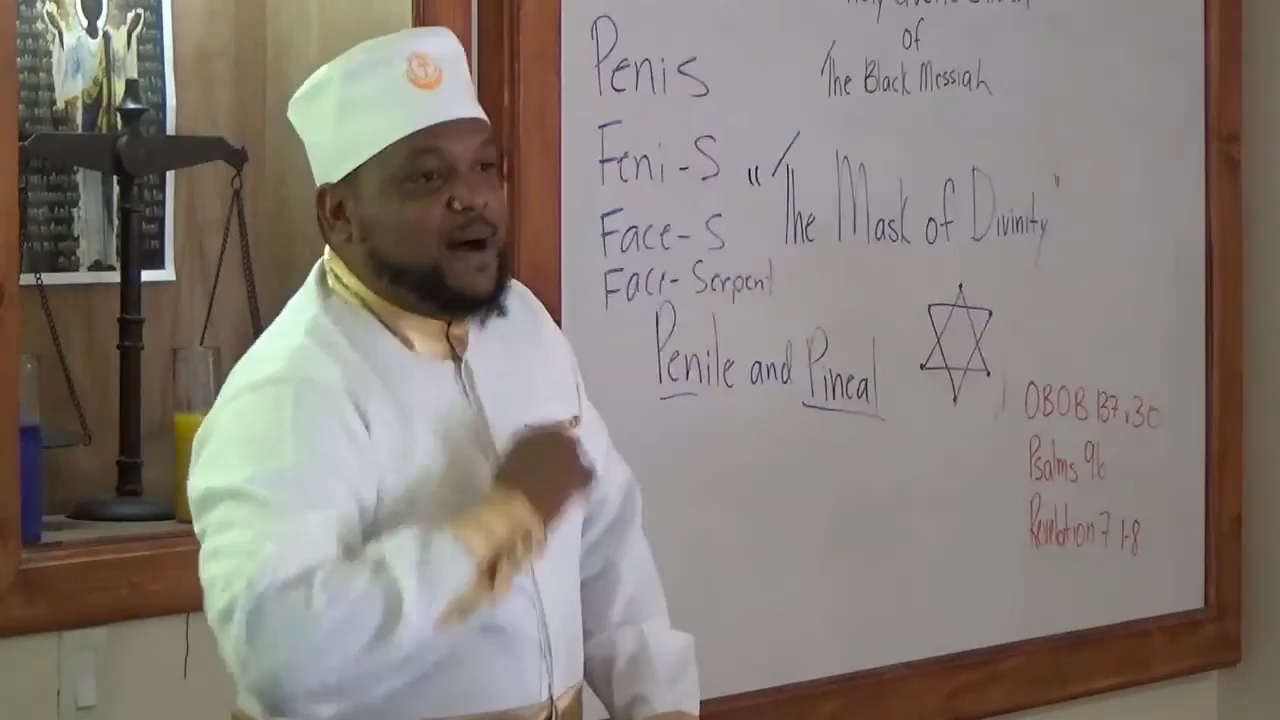 of
The Black Messiah
Penis
Feni-S
"The Mask of Divinity"
Face-S
Face-Serpent
Penile and Pineal
OBOB 137,30
Psalms 96
Revelation 7 1-8